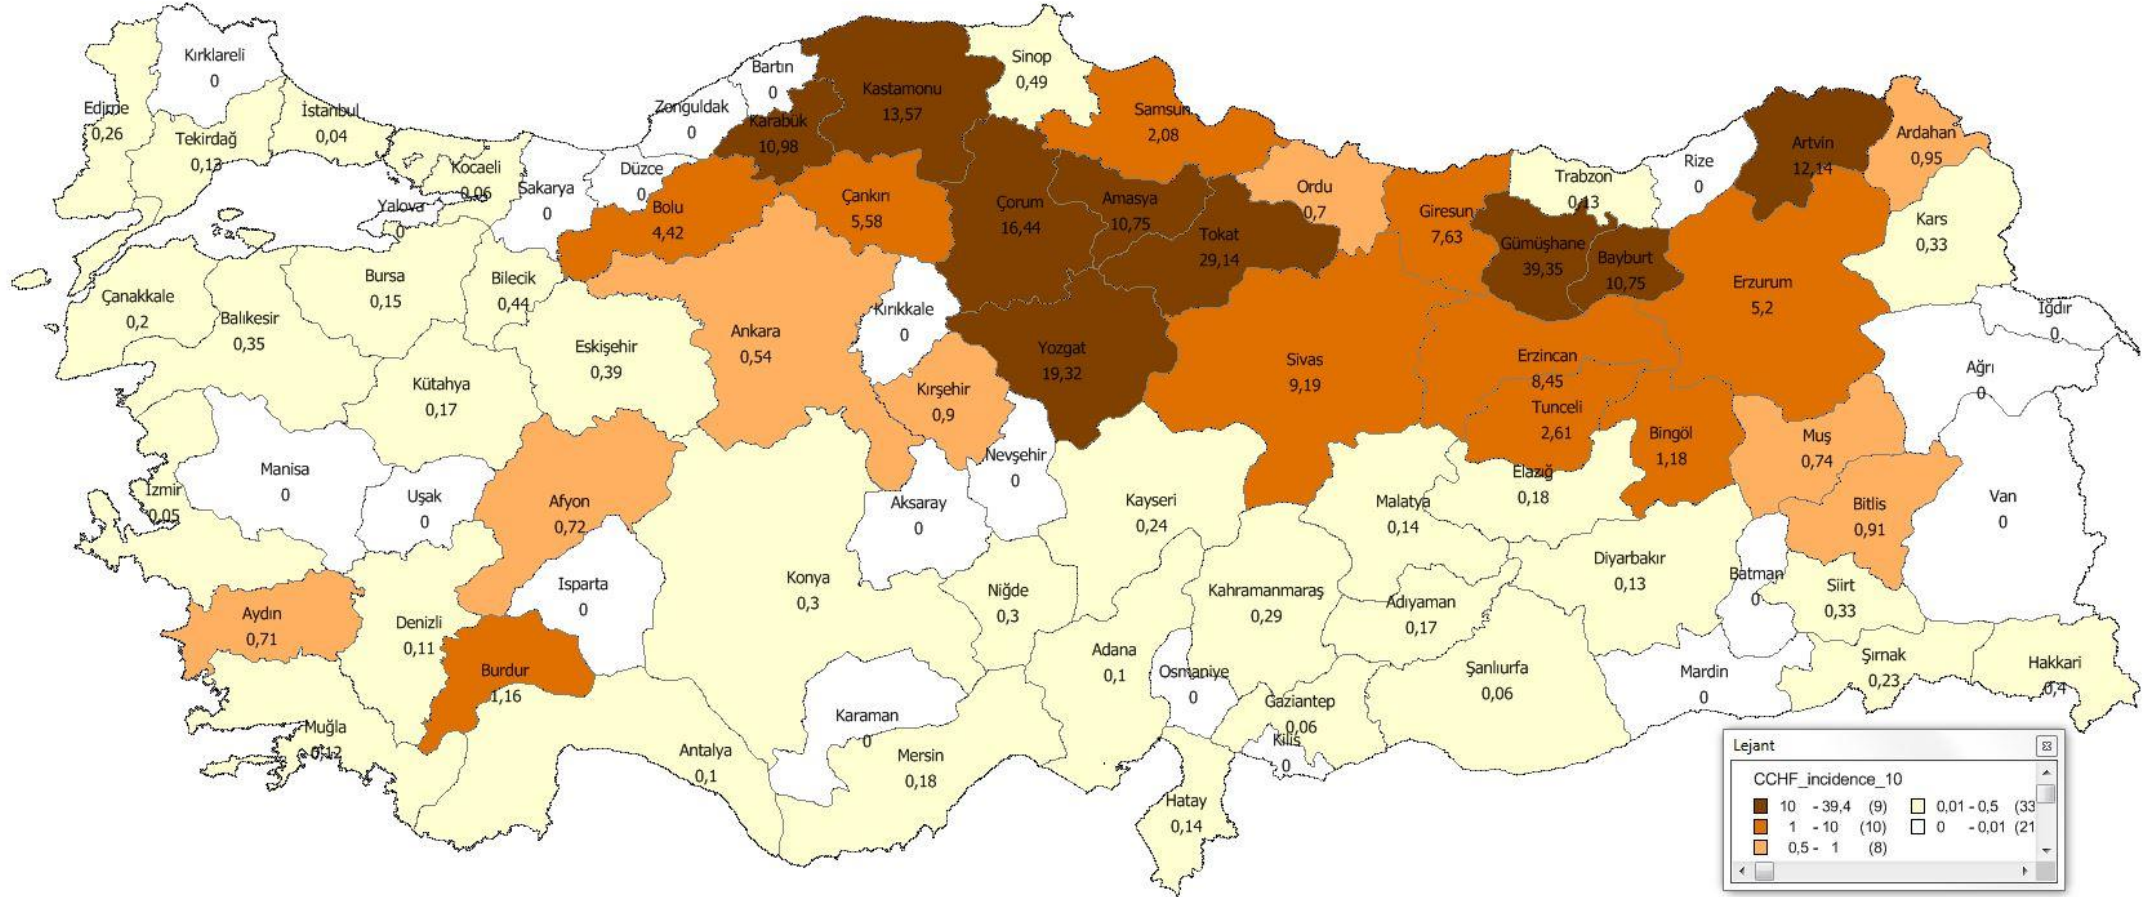 Kırklareli
0
Edirne
0,26
Tekirdağ
0,13
İstanbul
0,04
Kocaeli
0,06
Yalova
0
Sakarya
0
Düzce
0
Zonguldak
0
Bartın
0
Karabük
10,98
Kastamonu
13,57
Sinop
0,49
Samsun
2,08
Bolu
4,42
Çankırı
5,58
Çorum
16,44
Amasya
10,75
Tokat
29,14
Ordu
0,7
Giresun
7,63
Gümüşhane
39,35
Trabzon
0,13
Bayburt
10,75
Rize
0
Artvin
12,14
Ardahan
0,95
Kars
0,33
Erzurum
5,2
Iğdır
0
Ağrı
0
Çanakkale
0,2
Balıkesir
0,35
Bursa
0,15
Bilecik
0,44
Kütahya
0,17
Eskişehir
0,39
Ankara
0,54
Kırıkkale
0
Kırşehir
0,9
Yozgat
19,32
Sivas
9,19
Erzincan
8,45
Tunceli
2,61
Bingöl
1,18
Muş
0,74
Bitlis
0,91
Van
0
İzmir
0,05
Manisa
0
Uşak
0
Afyon
0,72
Isparta
0
Konya
0,3
Aksaray
0
Nevşehir
0
Kayseri
0,24
Niğde
0,3
Malatya
0,14
Elazığ
0,18
Diyarbakır
0,13
Batman
0
Siirt
0,33
Aydın
0,71
Denizli
0,11
Burdur
1,16
Muğla
0,12
Antalya
0,1
Karaman
0
Mersin
0,18
Adana
0,1
Osmaniye
0
Kahramanmaraş
0,29
Adıyaman
0,17
Gaziantep
0,06
Kilis
0
Hatay
0,14
Şanlıurfa
0,06
Mardin
0
Şırnak
0,23
Hakkari
0,4
Lejant
CCHF_incidence_10
10 - 39,4 (9)
1 - 10 (10)
0,5 - 1 (8)
0,01 - 0,5 (33
0 - 0,01 (21